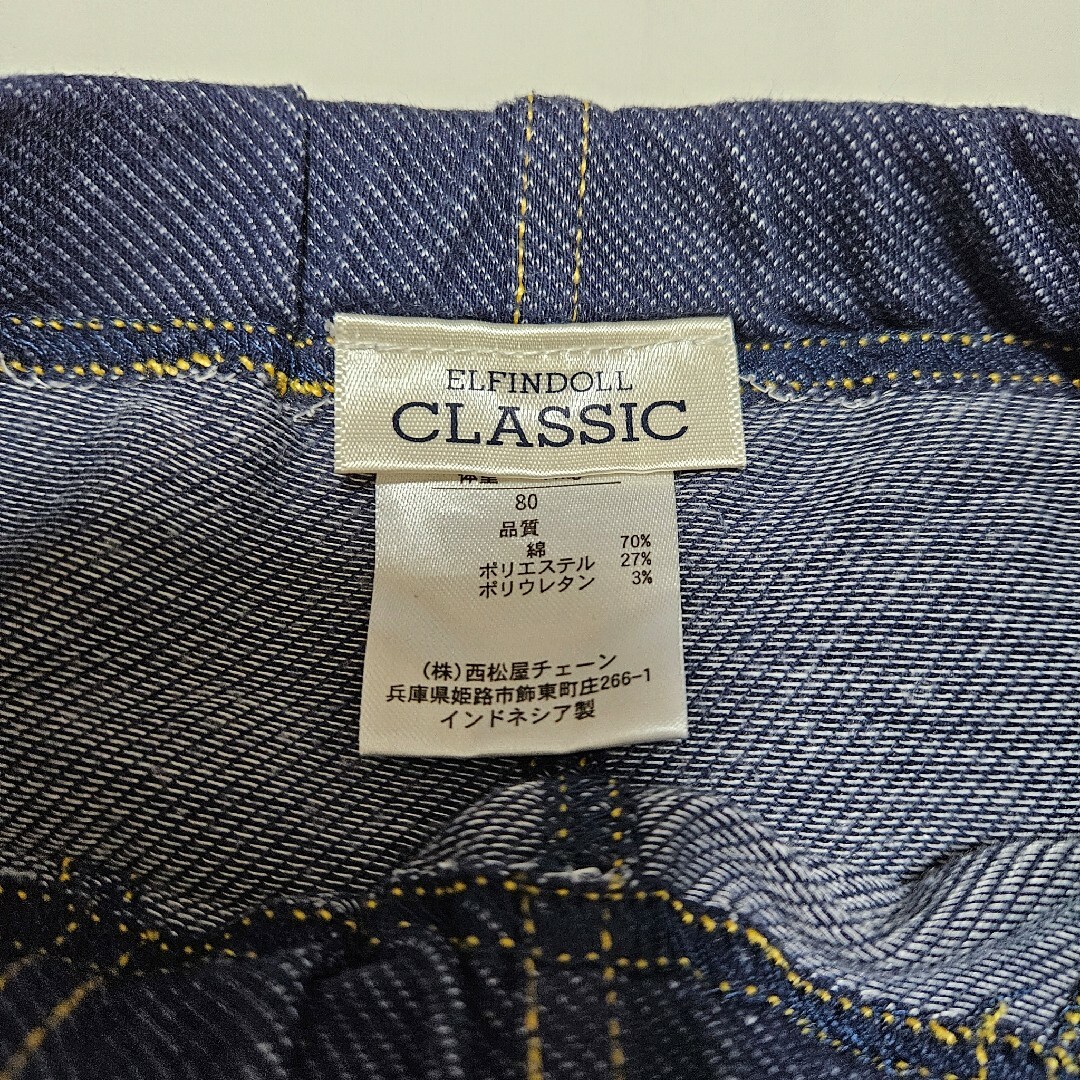 ELFINDOLL
CLASSIC
80
品質
綿 70%
ポリエステル 27%
ポリウレタン 3%
(株)西松屋チェーン
兵庫県姫路市飾東町庄266-1
インドネシア製